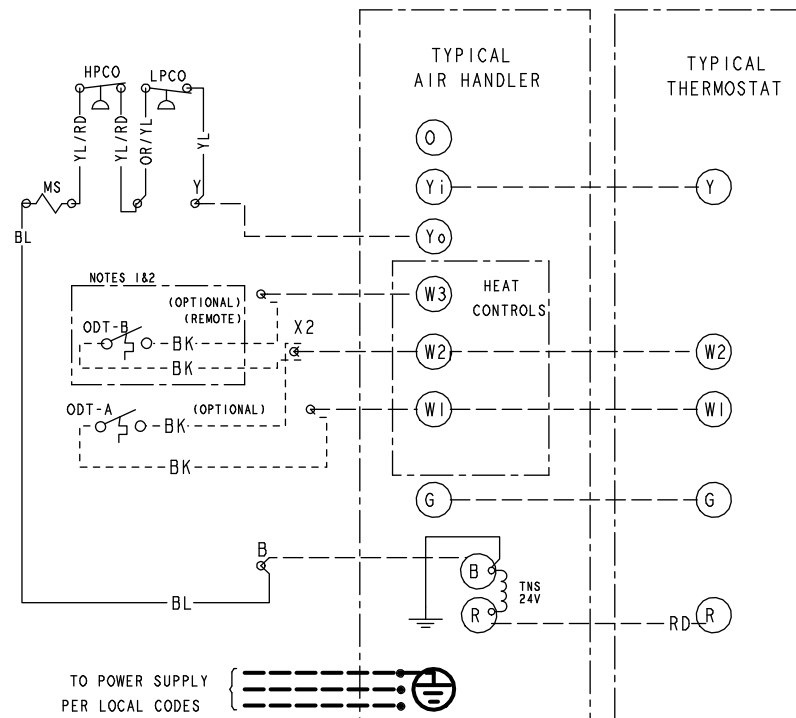 TYPICAL
AIR HANDLER
TYPICAL
THERMOSTAT
HPCO
LPCO
YL/RD
YL/RD
OR/YL
YL
MS
Y
BL
O
Yi
Y
Yo
NOTES 1&2
(OPTIONAL)
(REMOTE)
ODT-B
BK
BK
X2
W3
HEAT
CONTROLS
W2
W2
ODT-A
(OPTIONAL)
BK
BK
W1
W1
G
G
B
B
TNS
24V
R
RD
R
BL
TO POWER SUPPLY
PER LOCAL CODES